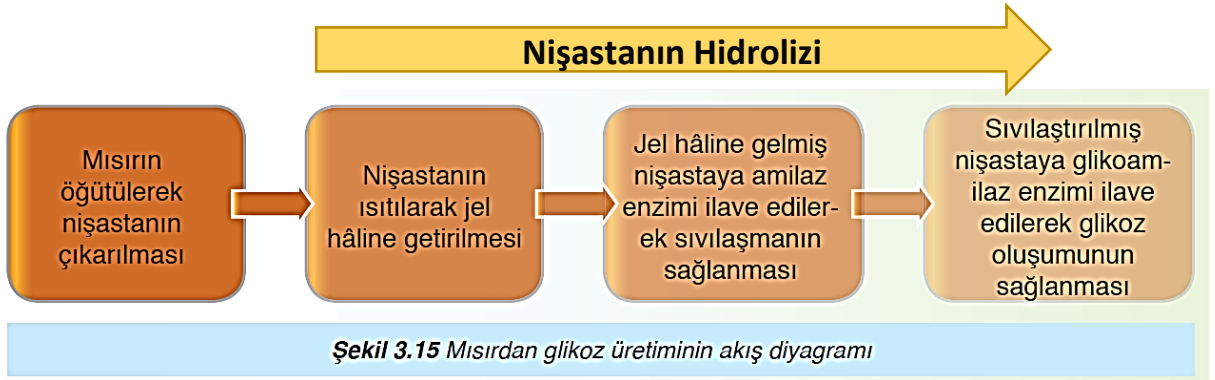 Nişastanın Hidrolizi
Mısırın
öğütülerek
nişastanın
çıkarılması
Nişastanın
ısıtılarak jel
hâline getirilmesi
Jel hâline gelmiş
nişastaya amilaz
enzimi ilave ediler-
ek sıvılaşmanın
sağlanması
Sıvılaştırılmış
nişastaya glikoam-
ilaz enzimi ilave
edilerek glikoz
oluşumunun
sağlanması
Şekil 3.15 Mısırdan glikoz üretiminin akış diyagramı